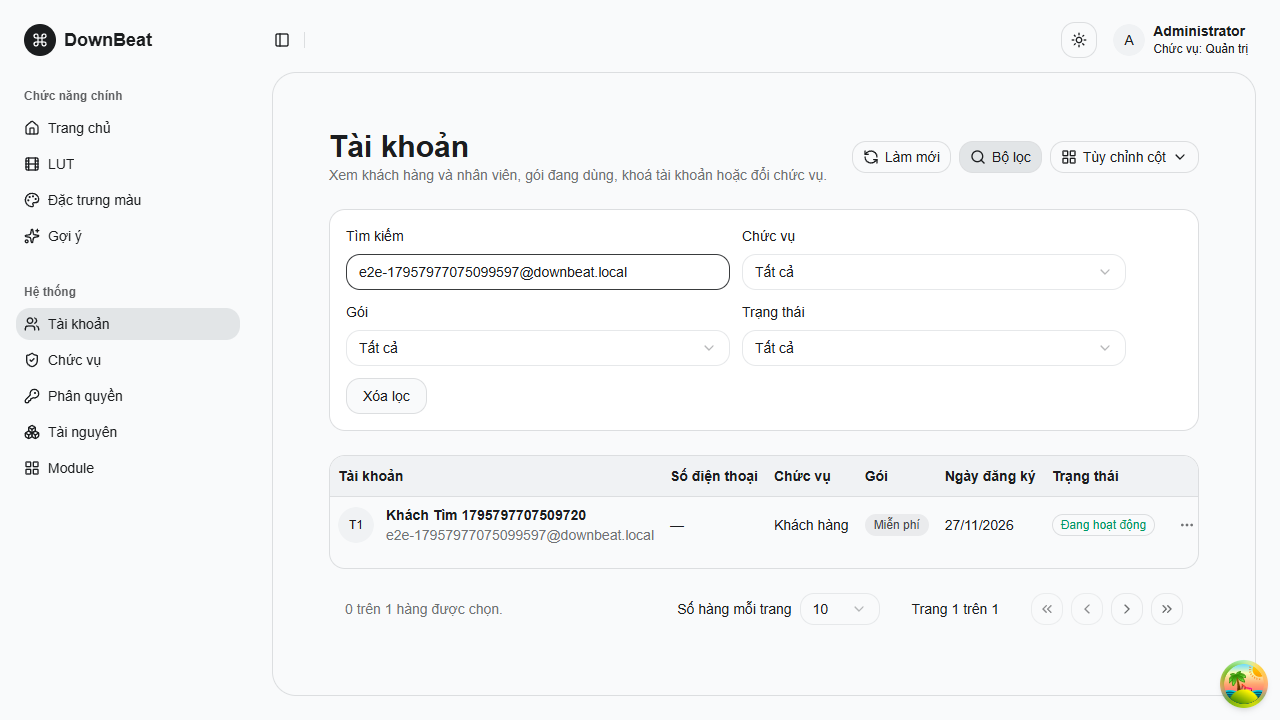 DownBeat
Administrator
A
Chức vụ: Quản trị
Chức năng chính
Trang chủ
LUT
Đặc trưng màu
Gợi ý
Hệ thống
Tài khoản
Chức vụ
Phân quyền
Tài nguyên
Module
Tài khoản
Xem khách hàng và nhân viên, gói đang dùng, khoá tài khoản hoặc đổi chức vụ.
Làm mới
Bộ lọc
Tùy chỉnh cột
Tìm kiếm
Chức vụ
e2e-17957977075099597@downbeat.local
Tất cả
Gói
Trạng thái
Tất cả
Tất cả
Xóa lọc
Tài khoản Số điện thoại Chức vụ Gói Ngày đăng ký Trạng thái
T1
Khách Tìm 1795797707509720
e2e-17957977075099597@downbeat.local
— Khách hàng Miễn phí 27/11/2026 Đang hoạt động
0 trên 1 hàng được chọn.
Số hàng mỗi trang 10 Trang 1 trên 1